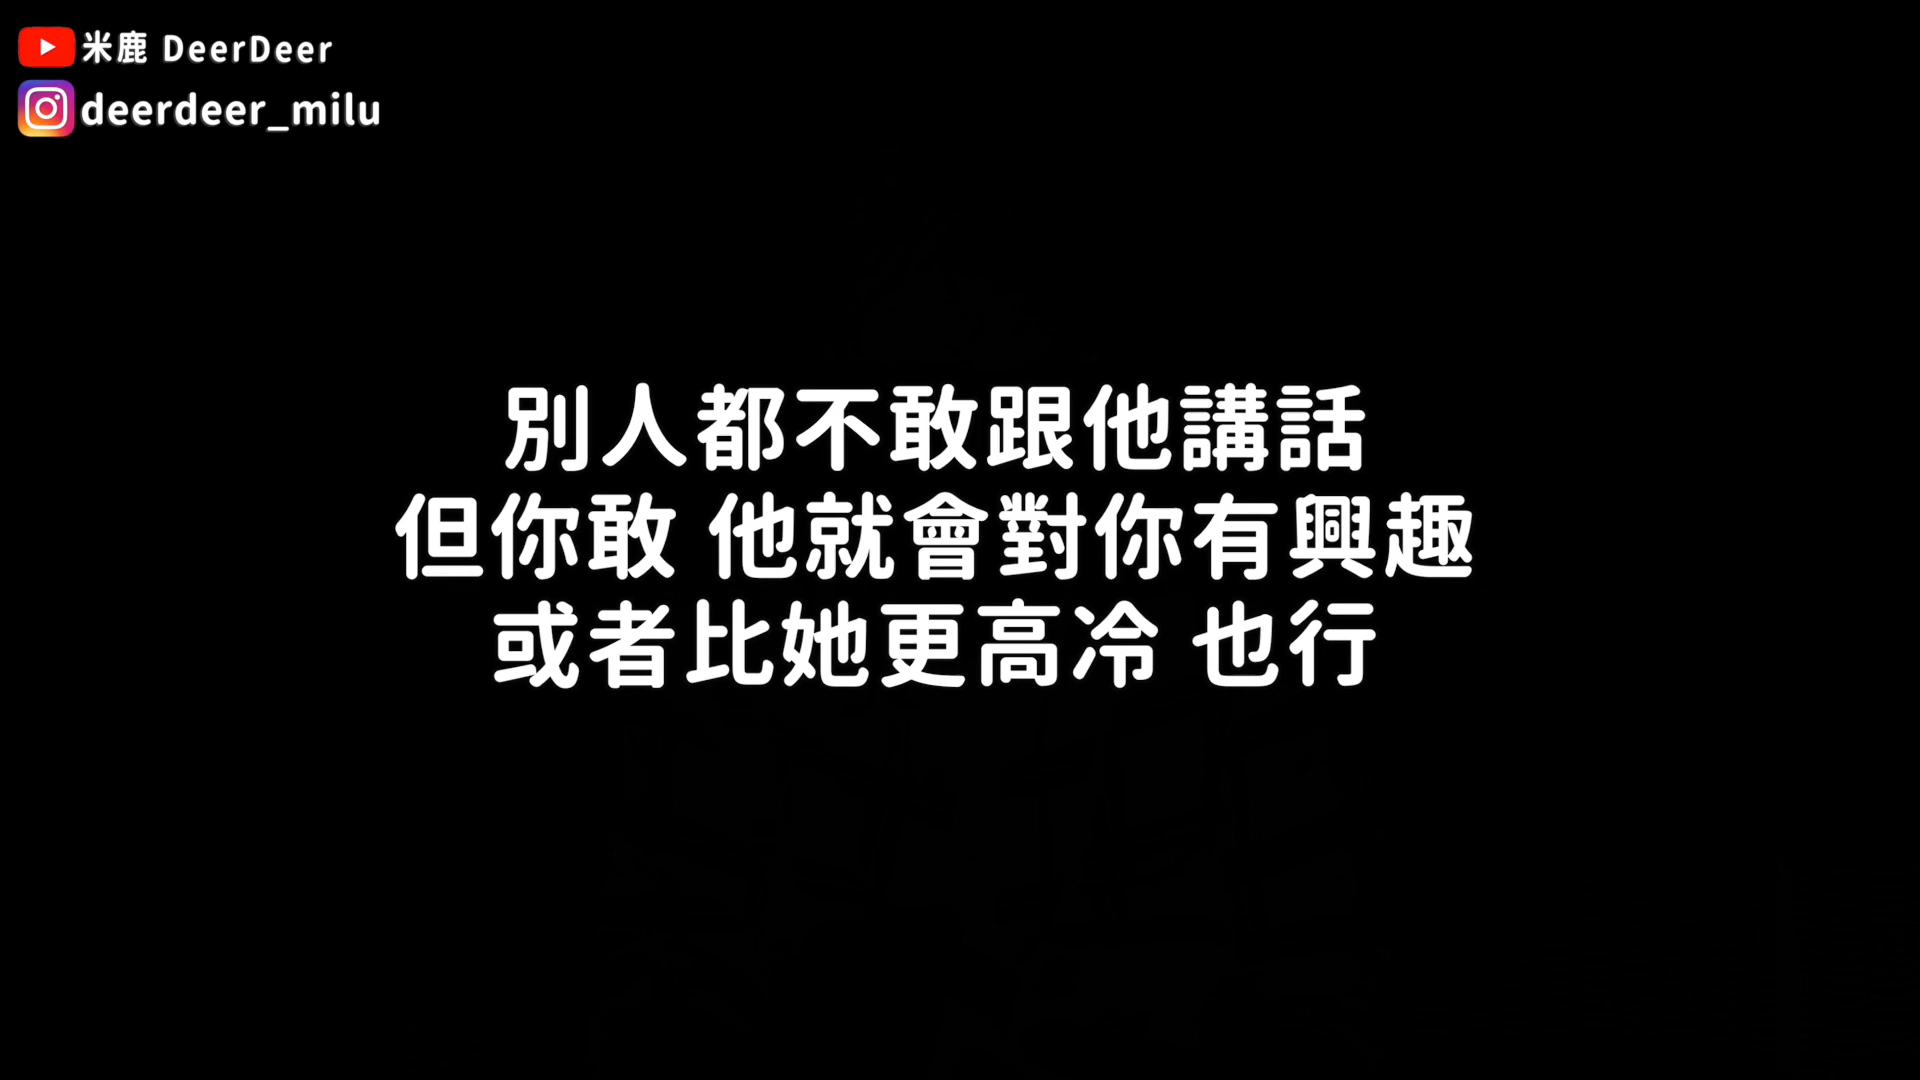 米鹿 DeerDeer
deerdeer_milu
別人都不敢跟他講話
但你敢 他就會對你有興趣
或者比她更高冷 也行